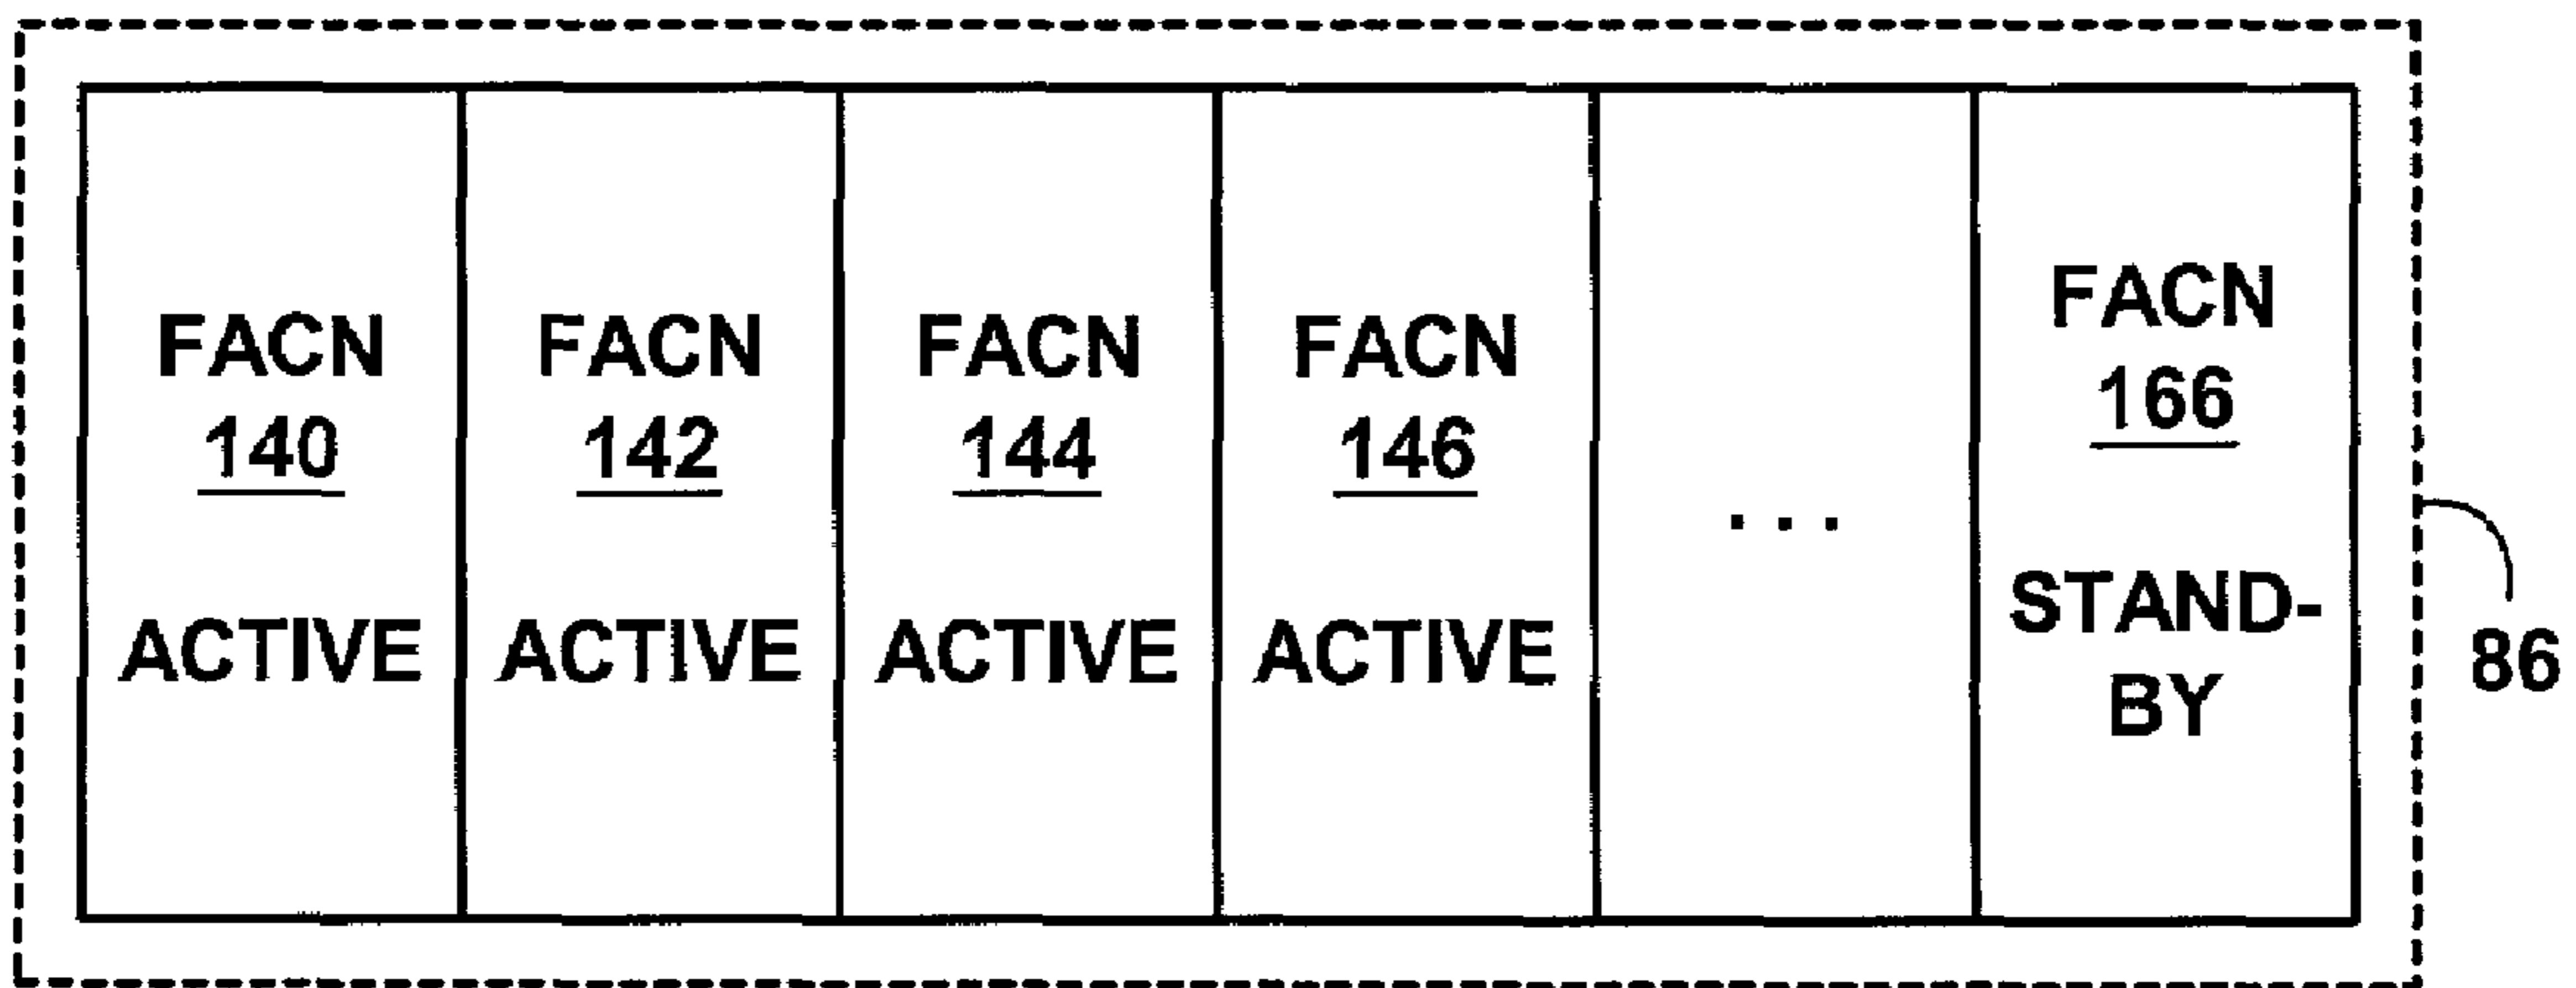 FACN
140
ACTIVE
FACN
142
ACTIVE
FACN
144
ACTIVE
FACN
146
ACTIVE
...
FACN
166
STAND-
BY
86